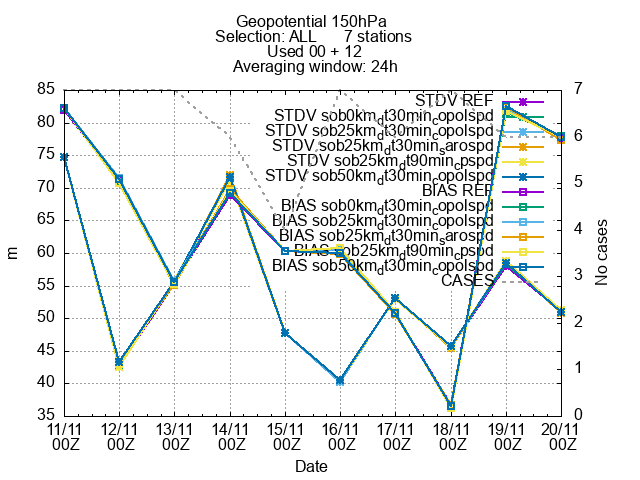 Geopotential 150hPa
Selection: ALL 7 stations
Used 00 + 12
Averaging window: 24h
85
80
75
70
65
60
55
50
45
40
35
m
7
6
5
4
3
2
1
0
No cases
STDV REF
STDV sob0km_dt30min_copolspd
STDV sob25km_dt30min_copolspd
STDV sob25km_dt30min_sarospd
STDV sob25km_dt90min_cpspd
STDV sob50km_dt30min_copolspd
BIAS REF
BIAS sob0km_dt30min_copolspd
BIAS sob25km_dt30min_copolspd
BIAS sob25km_dt30min_sarospd
BIAS sob25km_dt90min_cpspd
BIAS sob50km_dt30min_copolspd
CASES
11/11 12/11 13/11 14/11 15/11 16/11 17/11 18/11 19/11 20/11
00Z 00Z 00Z 00Z 00Z 00Z 00Z 00Z 00Z 00Z
Date